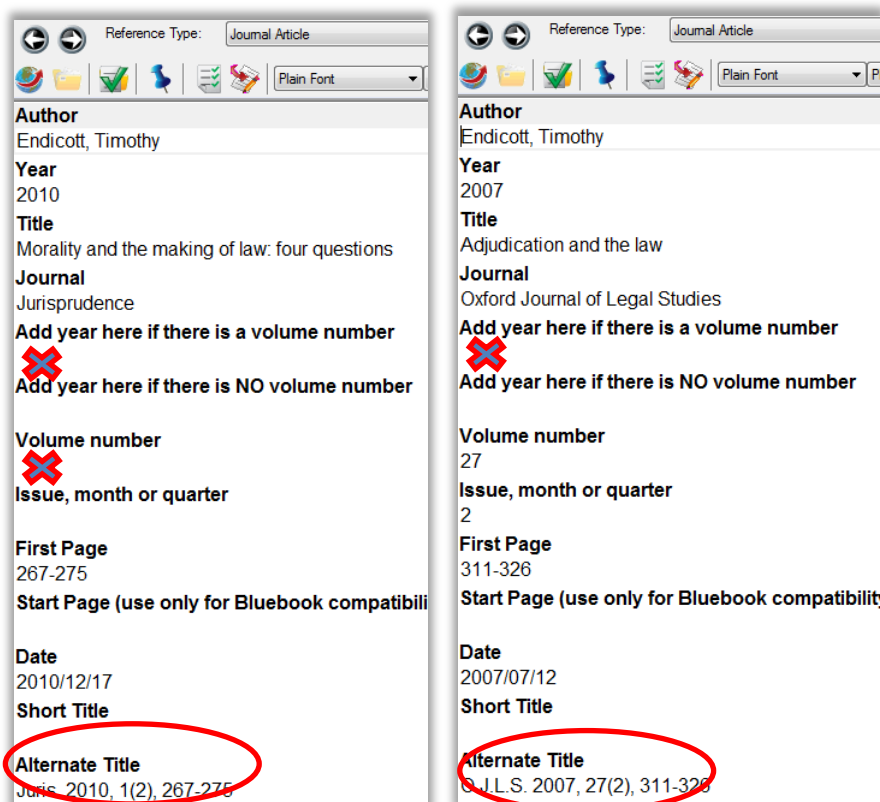 Reference Type: Journal Article
Plain Font
Author
Endicott, Timothy
Year
2010
Title
Morality and the making of law: four questions
Journal
Jurisprudence
Add year here if there is a volume number
Add year here if there is NO volume number
Volume number
Issue, month or quarter
First Page
267-275
Start Page (use only for Bluebook compatibili
Date
2010/12/17
Short Title
Alternate Title
Juris. 2010, 1(2), 267-275
Reference Type: Journal Article
Plain Font P
Author
Endicott, Timothy
Year
2007
Title
Adjudication and the law
Journal
Oxford Journal of Legal Studies
Add year here if there is a volume number
Add year here if there is NO volume number
Volume number
27
Issue, month or quarter
2
First Page
311-326
Start Page (use only for Bluebook compatibility
Date
2007/07/12
Short Title
Alternate Title
O.J.L.S. 2007, 27(2), 311-326